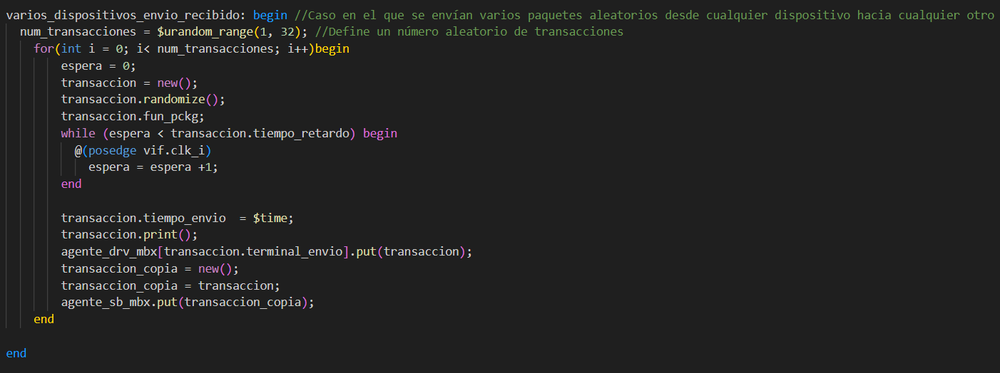 varios_dispositivos_envio_recibido: begin //Caso en el que se envían varios paquetes aleatorios desde cualquier dispositivo hacia cualquier otro
num_transacciones = $urandom_range(1, 32); //Define un número aleatorio de transacciones
for(int i = 0; i< num_transacciones; i++)begin
espera = 0;
transaccion = new();
transaccion.randomize();
transaccion.fun_pckg;
while (espera < transaccion.tiempo_retardo) begin
@(posedge vif.clk_i)
espera = espera +1;
end
transaccion.tiempo_envio  = $time;
transaccion.print();
agente_drv_mbx[transaccion.terminal_envio].put(transaccion);
transaccion_copia = new();
transaccion_copia = transaccion;
agente_sb_mbx.put(transaccion_copia);
end
end